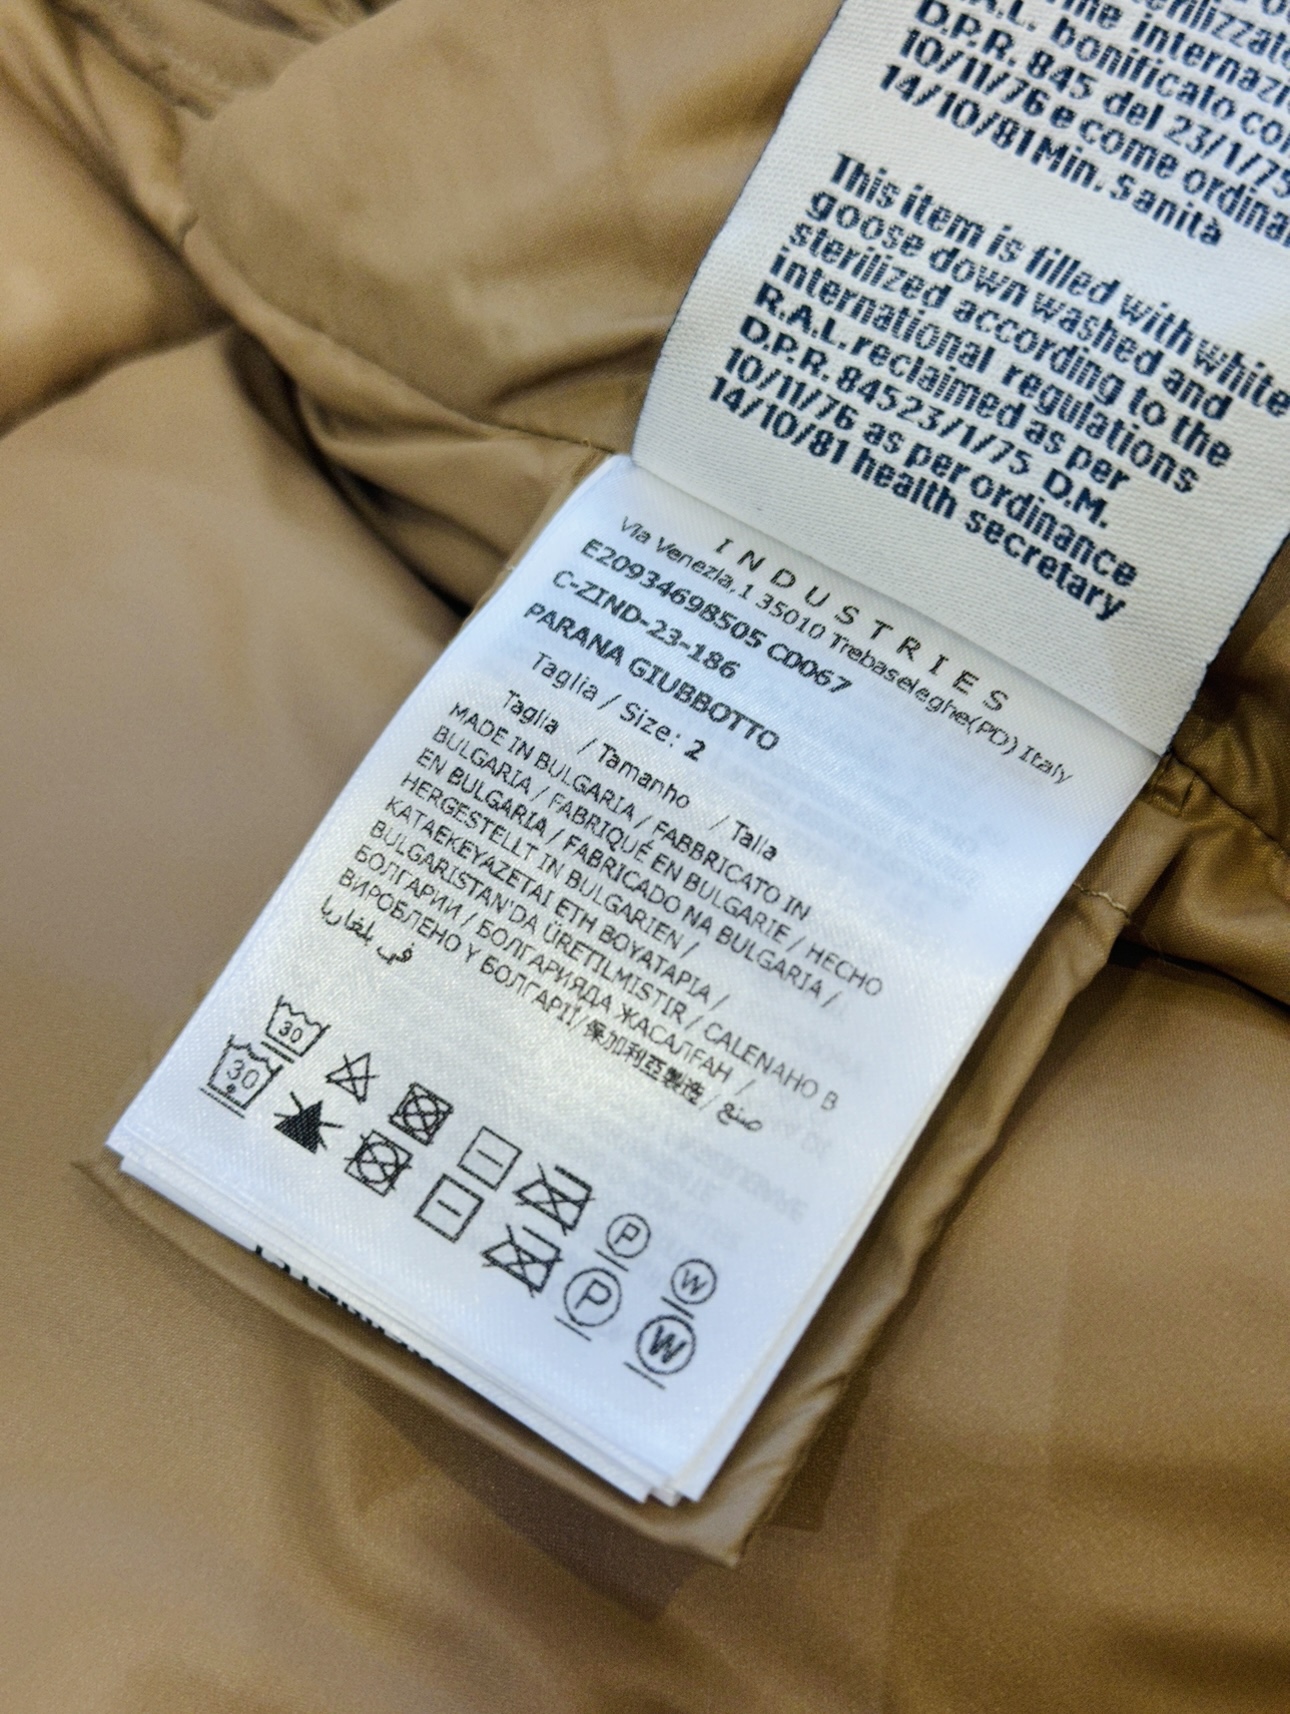 erilizzato
R.A.L. bonificato co
D.P.R. 845 del 23/1/75
10/11/76 e come ordina
14/10/81 Min. Sanità
This item is filled with white
goose down washed and
sterilized according to the
international regulations
R.A.L. reclaimed as per
D.P.R. 84523/1/75 D.M.
10/11/76 as per ordinance
14/10/81 health secretary
INDUSTRIES
Via Venezia,1 35010 Trebaseleghe(PD) Italy
E20934698505 C0067
C-ZIND-23-186
PARANA GIUBBOTTO
Taglia / Size: 2
Taglia / Tamanho / Talla
MADE IN BULGARIA / FABBRICATO IN
BULGARIA / FABRIQUÉ EN BULGARIE / HECHO
EN BULGARIA / FABRICADO NA BULGARIA /
HERGESTELLT IN BULGARIEN /
ΚΑΤΑΣΚΕΥΑΖΕΤΑΙ ΣΤΗ ΒΟΥΛΓΑΡΙΑ /
BULGARISTAN'DA ÜRETILMISTIR / СДЕЛАНО В
БОЛГАРИИ / БОЛГАРИЯДА ЖАСАЛҒАН /
ВИРОБЛЕНО У БОЛГАРІЇ/保加利亞製造/ صنع
في بلغاريا
30
30
P
W
P
W